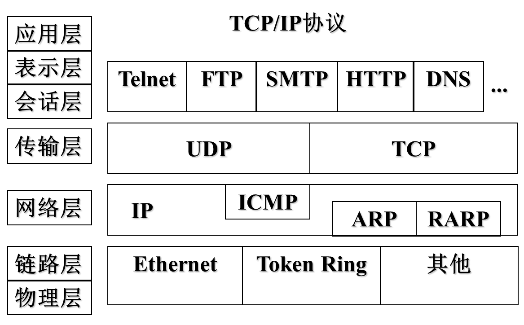 TCP/IP协议
应用层
表示层
会话层
Telnet FTP SMTP HTTP DNS ...
传输层
UDP TCP
网络层
IP ICMP ARP RARP
链路层
物理层
Ethernet Token Ring 其他